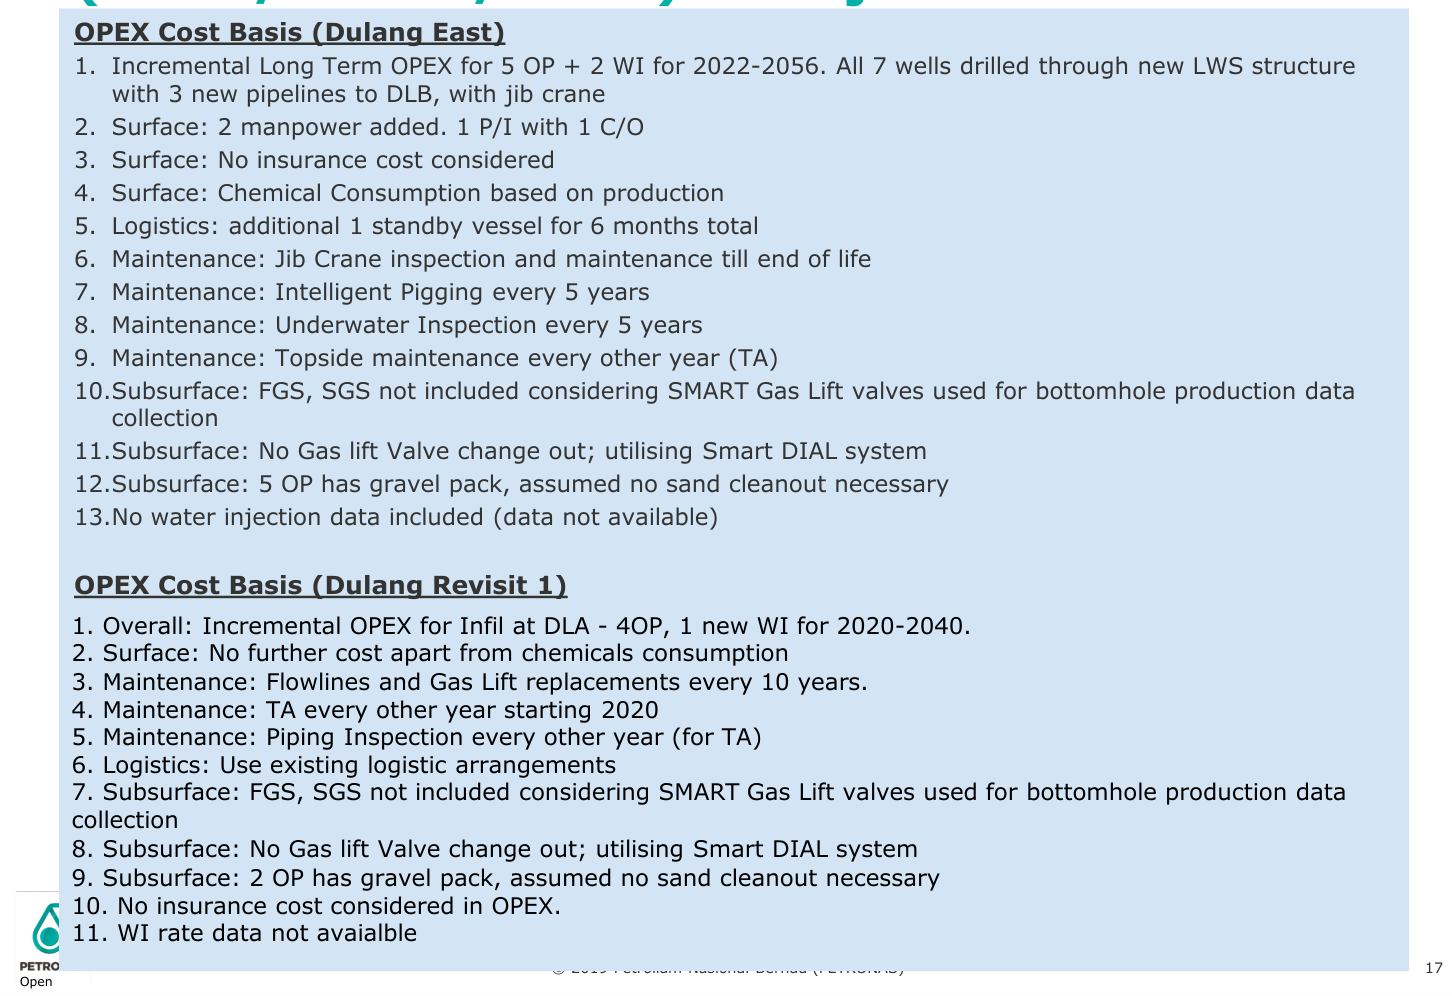 OPEX Cost Basis (Dulang East)
1. Incremental Long Term OPEX for 5 OP + 2 WI for 2022-2056. All 7 wells drilled through new LWS structure
with 3 new pipelines to DLB, with jib crane
2. Surface: 2 manpower added. 1 P/I with 1 C/O
3. Surface: No insurance cost considered
4. Surface: Chemical Consumption based on production
5. Logistics: additional 1 standby vessel for 6 months total
6. Maintenance: Jib Crane inspection and maintenance till end of life
7. Maintenance: Intelligent Pigging every 5 years
8. Maintenance: Underwater Inspection every 5 years
9. Maintenance: Topside maintenance every other year (TA)
10.Subsurface: FGS, SGS not included considering SMART Gas Lift valves used for bottomhole production data
collection
11.Subsurface: No Gas lift Valve change out; utilising Smart DIAL system
12.Subsurface: 5 OP has gravel pack, assumed no sand cleanout necessary
13.No water injection data included (data not available)
OPEX Cost Basis (Dulang Revisit 1)
1. Overall: Incremental OPEX for Infil at DLA - 4OP, 1 new WI for 2020-2040.
2. Surface: No further cost apart from chemicals consumption
3. Maintenance: Flowlines and Gas Lift replacements every 10 years.
4. Maintenance: TA every other year starting 2020
5. Maintenance: Piping Inspection every other year (for TA)
6. Logistics: Use existing logistic arrangements
7. Subsurface: FGS, SGS not included considering SMART Gas Lift valves used for bottomhole production data
collection
8. Subsurface: No Gas lift Valve change out; utilising Smart DIAL system
9. Subsurface: 2 OP has gravel pack, assumed no sand cleanout necessary
10. No insurance cost considered in OPEX.
11. WI rate data not avaialble
PETRO
Open
© 2019 Petroliam Nasional Berhad (PETRONAS)
17